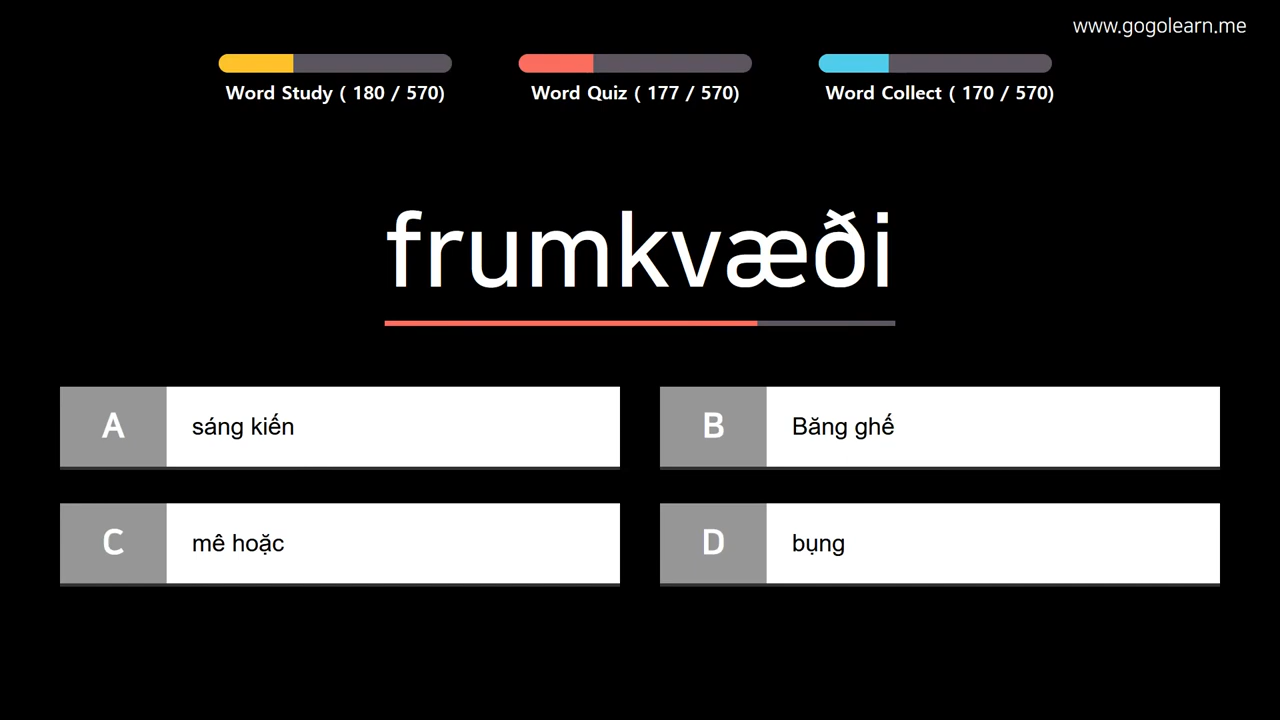 www.gogolearn.me
Word Study ( 180 / 570)
Word Quiz ( 177 / 570)
Word Collect ( 170 / 570)
frumkvæði
A sáng kiến
B Băng ghế
C mê hoặc
D bụng